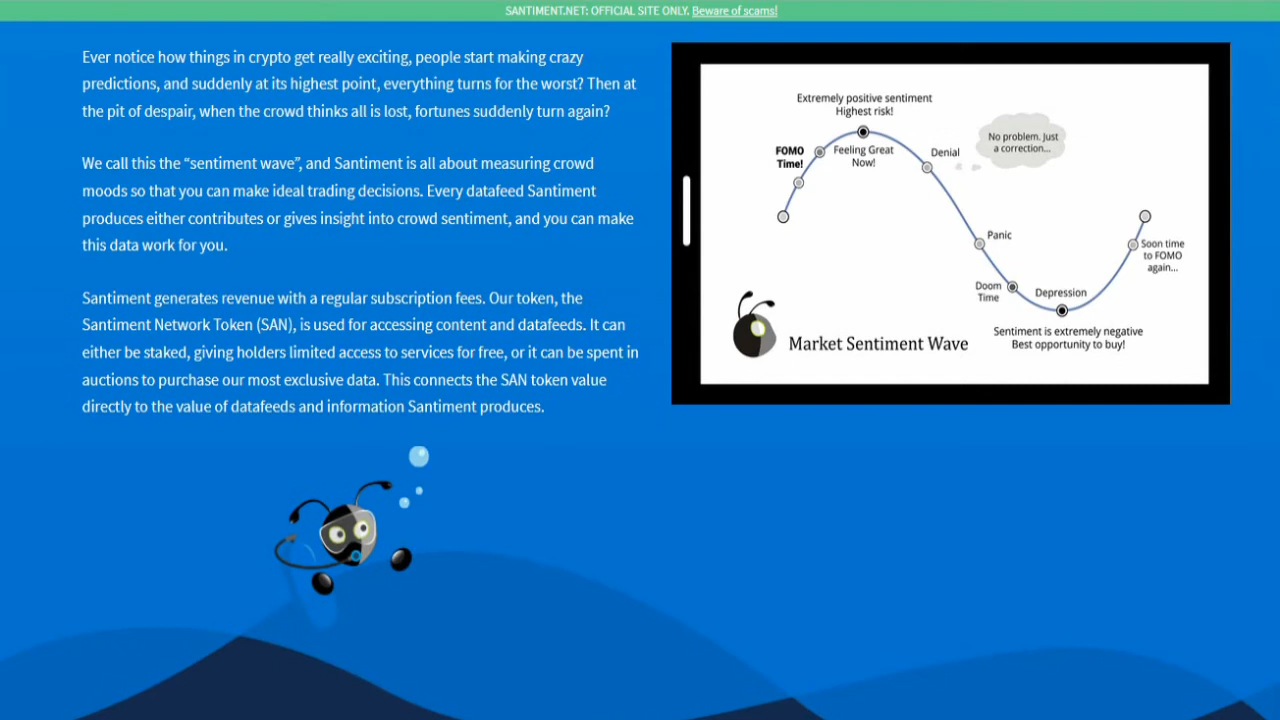 SANTIMENT.NET: OFFICIAL SITE ONLY. Beware of scams!
Ever notice how things in crypto get really exciting, people start making crazy
predictions, and suddenly at its highest point, everything turns for the worst? Then at
the pit of despair, when the crowd thinks all is lost, fortunes suddenly turn again?
We call this the “sentiment wave”, and Santiment is all about measuring crowd
moods so that you can make ideal trading decisions. Every datafeed Santiment
produces either contributes or gives insight into crowd sentiment, and you can make
this data work for you.
Santiment generates revenue with a regular subscription fees. Our token, the
Santiment Network Token (SAN), is used for accessing content and datafeeds. It can
either be staked, giving holders limited access to services for free, or it can be spent in
auctions to purchase our most exclusive data. This connects the SAN token value
directly to the value of datafeeds and information Santiment produces.
Extremely positive sentiment
Highest risk!
FOMO
Time!
Feeling Great
Now!
Denial
No problem. Just
a correction...
Panic
Doom
Time
Depression
Soon time
to FOMO
again...
Sentiment is extremely negative
Best opportunity to buy!
Market Sentiment Wave